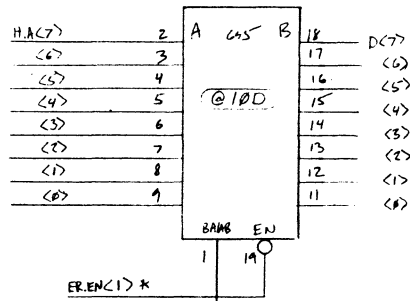 H.A<7> 2 A 645 B 18 D<7>
<6> 3 17 <6>
<5> 4 16 <5>
<4> 5 @10D 15 <4>
<3> 6 14 <3>
<2> 7 13 <2>
<1> 8 12 <1>
<0> 9 11 <0>
BA/AB EN
1 19
ER.EN<1> *